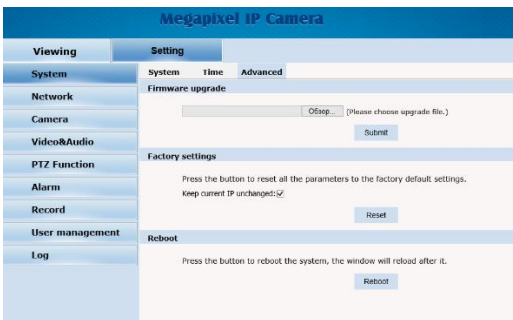 Megapixel IP Camera
Viewing
Setting
System
Network
Camera
Video&Audio
PTZ Function
Alarm
Record
User management
Log
System Time Advanced
Firmware upgrade
Обзор... (Please choose upgrade file.)
Submit
Factory settings
Press the button to reset all the parameters to the factory default settings.
Keep current IP unchanged:
Reset
Reboot
Press the button to reboot the system, the window will reload after it.
Reboot